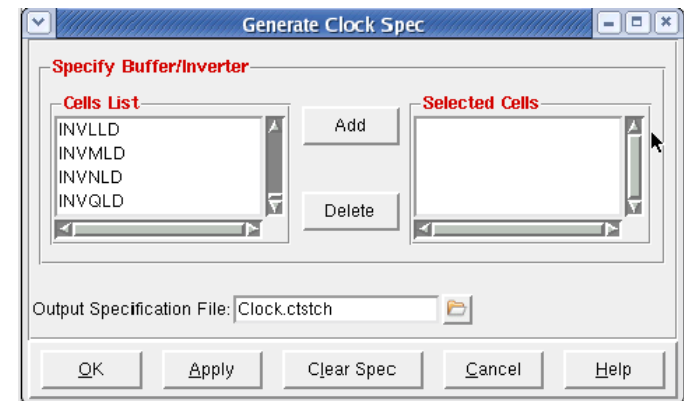 Generate Clock Spec
Specify Buffer/Inverter
Cells List
Selected Cells
INVLLD
INVMLD
INVNLD
INVQLD
Add
Delete
Output Specification File: Clock.ctstch
OK Apply Clear Spec Cancel Help